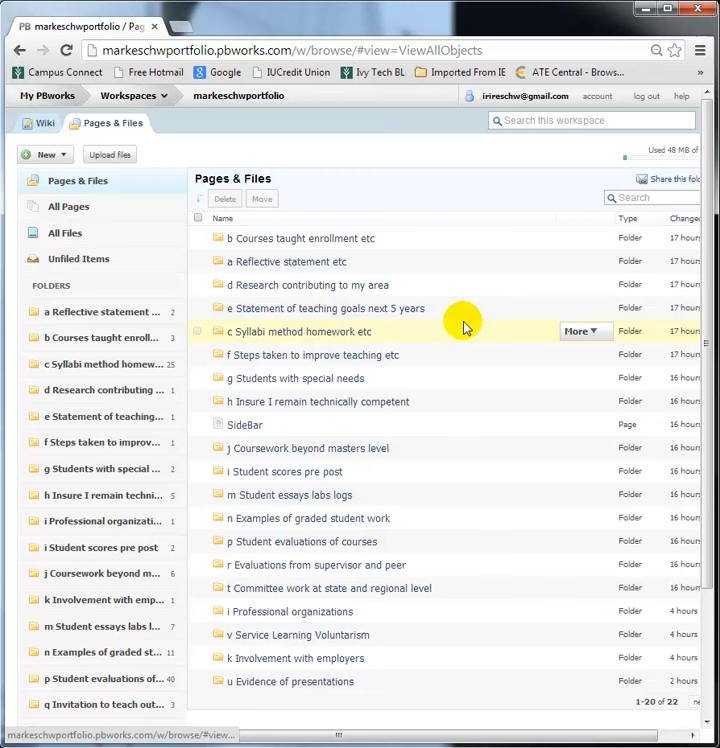 PB markeschwportfolio / Pag
markeschwportfolio.pbworks.com/w/browse/#view=ViewAllObjects
Campus Connect Free Hotmail Google IUCredit Union Ivy Tech BL Imported From IE ATE Central - Brows... »
My PBworks Workspaces markeschwportfolio irireschw@gmail.com account log out help
Wiki Pages & Files Search this workspace
New Upload files Used 48 MB of
Pages & Files Pages & Files Share this fold
Delete Move Search
All Pages Name Type Changed
All Files b Courses taught enrollment etc Folder 17 hours
Unfiled Items a Reflective statement etc Folder 17 hours
FOLDERS d Research contributing to my area Folder 17 hours
a Reflective statement ... 2 e Statement of teaching goals next 5 years Folder 17 hours
b Courses taught enroll... 3 c Syllabi method homework etc More Folder 17 hours
c Syllabi method homew... 25 f Steps taken to improve teaching etc Folder 17 hours
d Research contributing ... 1 g Students with special needs Folder 16 hours
e Statement of teaching... 1 h Insure I remain technically competent Folder 16 hours
f Steps taken to improv... 1 SideBar Page 16 hours
g Students with special ... 1 j Coursework beyond masters level Folder 16 hours
h Insure I remain techni... 5 i Student scores pre post Folder 16 hours
i Professional organizati... 1 m Student essays labs logs Folder 16 hours
i Student scores pre post 2 n Examples of graded student work Folder 16 hours
j Coursework beyond m... 6 p Student evaluations of courses Folder 16 hours
k Involvement with emp... 1 r Evaluations from supervisor and peer Folder 16 hours
m Student essays labs l... 7 t Committee work at state and regional level Folder 16 hours
n Examples of graded st... 11 i Professional organizations Folder 4 hours
p Student evaluations of... 40 v Service Learning Voluntarism Folder 4 hours
q Invitation to teach out... 3 k Involvement with employers Folder 4 hours
u Evidence of presentations Folder 2 hours
1-20 of 22 ne
markeschwportfolio.pbworks.com/w/browse/#view...